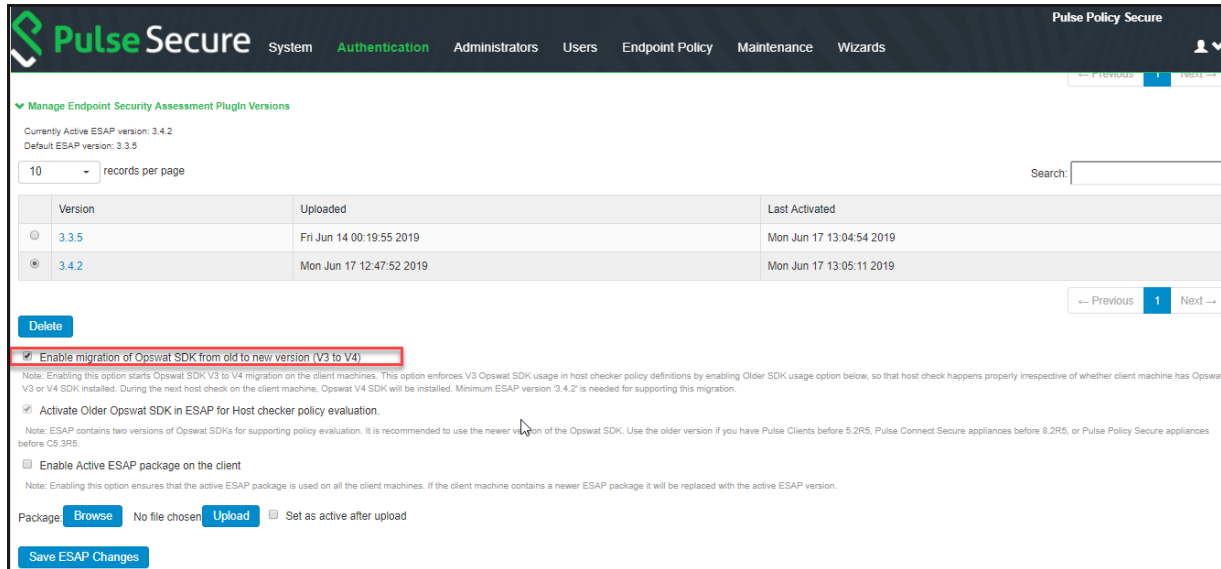 Pulse Policy Secure
Pulse Secure System Authentication Administrators Users Endpoint Policy Maintenance Wizards
← Previous 1 Next →
Manage Endpoint Security Assessment PlugIn Versions
Currently Active ESAP version: 3.4.2
Default ESAP version: 3.3.5
10 records per page Search:
Version Uploaded Last Activated
3.3.5 Fri Jun 14 00:19:55 2019 Mon Jun 17 13:04:54 2019
3.4.2 Mon Jun 17 12:47:52 2019 Mon Jun 17 13:05:11 2019
← Previous 1 Next →
Delete
Enable migration of Opswat SDK from old to new version (V3 to V4)
Note: Enabling this option starts Opswat SDK V3 to V4 migration on the client machines. This option enforces V3 Opswat SDK usage in host checker policy definitions by enabling Older SDK usage option below, so that host check happens properly irrespective of whether client machine has Opswa
V3 or V4 SDK installed. During the next host check on the client machine, Opswat V4 SDK will be installed. Minimum ESAP version '3.4.2' is needed for supporting this migration.
Activate Older Opswat SDK in ESAP for Host checker policy evaluation.
Note: ESAP contains two versions of Opswat SDKs for supporting policy evaluation. It is recommended to use the newer version of the Opswat SDK. Use the older version if you have Pulse Clients before 5.2R5, Pulse Connect Secure appliances before 8.2R5, or Pulse Policy Secure appliances
before C5.3R5.
Enable Active ESAP package on the client
Note: Enabling this option ensures that the active ESAP package is used on all the client machines. If the client machine contains a newer ESAP package it will be replaced with the active ESAP version.
Package: Browse No file chosen Upload Set as active after upload
Save ESAP Changes